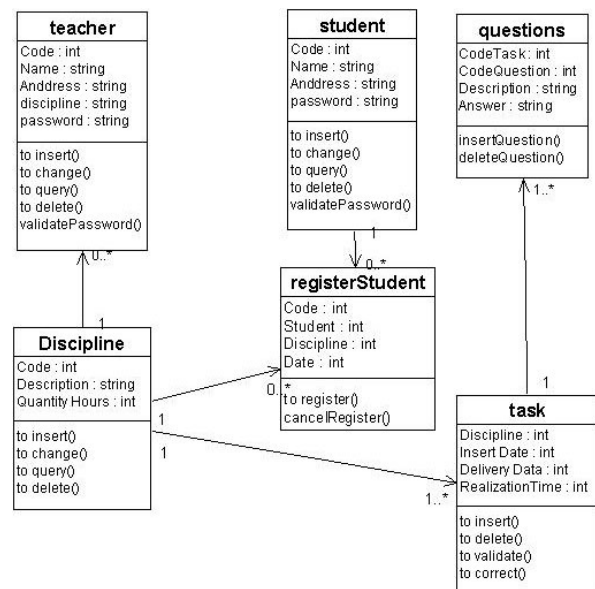 teacher
Code : int
Name : string
Anddress : string
discipline : string
password : string
to insert()
to change()
to query()
to delete()
validatePassword()
0..*
1
student
Code : int
Name : string
Anddress : string
password : string
to insert()
to change()
to query()
to delete()
validatePassword()
1
0..*
questions
CodeTask : int
CodeQuestion : int
Description : string
Answer : string
insertQuestion()
deleteQuestion()
1..*
1
registerStudent
Code : int
Student : int
Discipline : int
Date : int
to register()
cancelRegister()
0..*
Discipline
Code : int
Description : string
Quantity Hours : int
to insert()
to change()
to query()
to delete()
1
1
1..*
task
Discipline : int
Insert Date : int
Delivery Data : int
RealizationTime : int
to insert()
to delete()
to validate()
to correct()